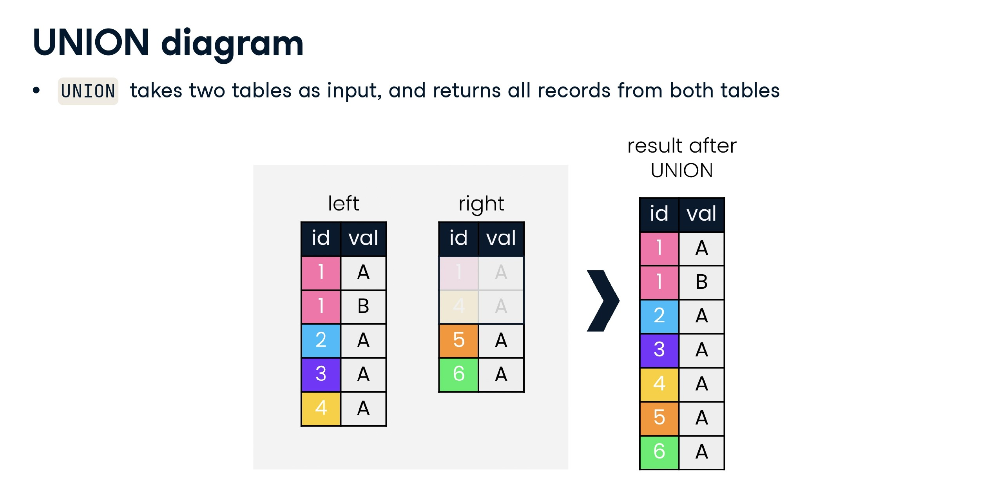 UNION diagram
• UNION takes two tables as input, and returns all records from both tables
left
id val
1 A
1 B
2 A
3 A
4 A
right
id val
1 A
4 A
5 A
6 A
result after
UNION
id val
1 A
1 B
2 A
3 A
4 A
5 A
6 A